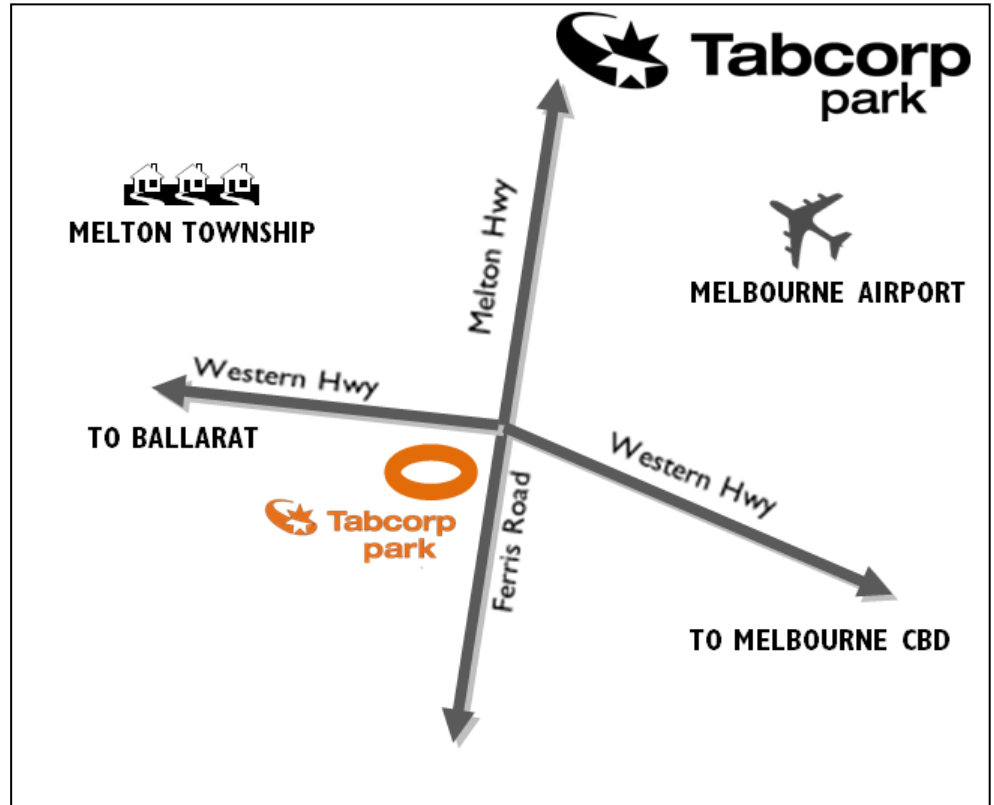 Tabcorp
park
MELTON TOWNSHIP
Melton Hwy
MELBOURNE AIRPORT
Western Hwy
TO BALLARAT
Western Hwy
Tabcorp
park
Ferris Road
TO MELBOURNE CBD